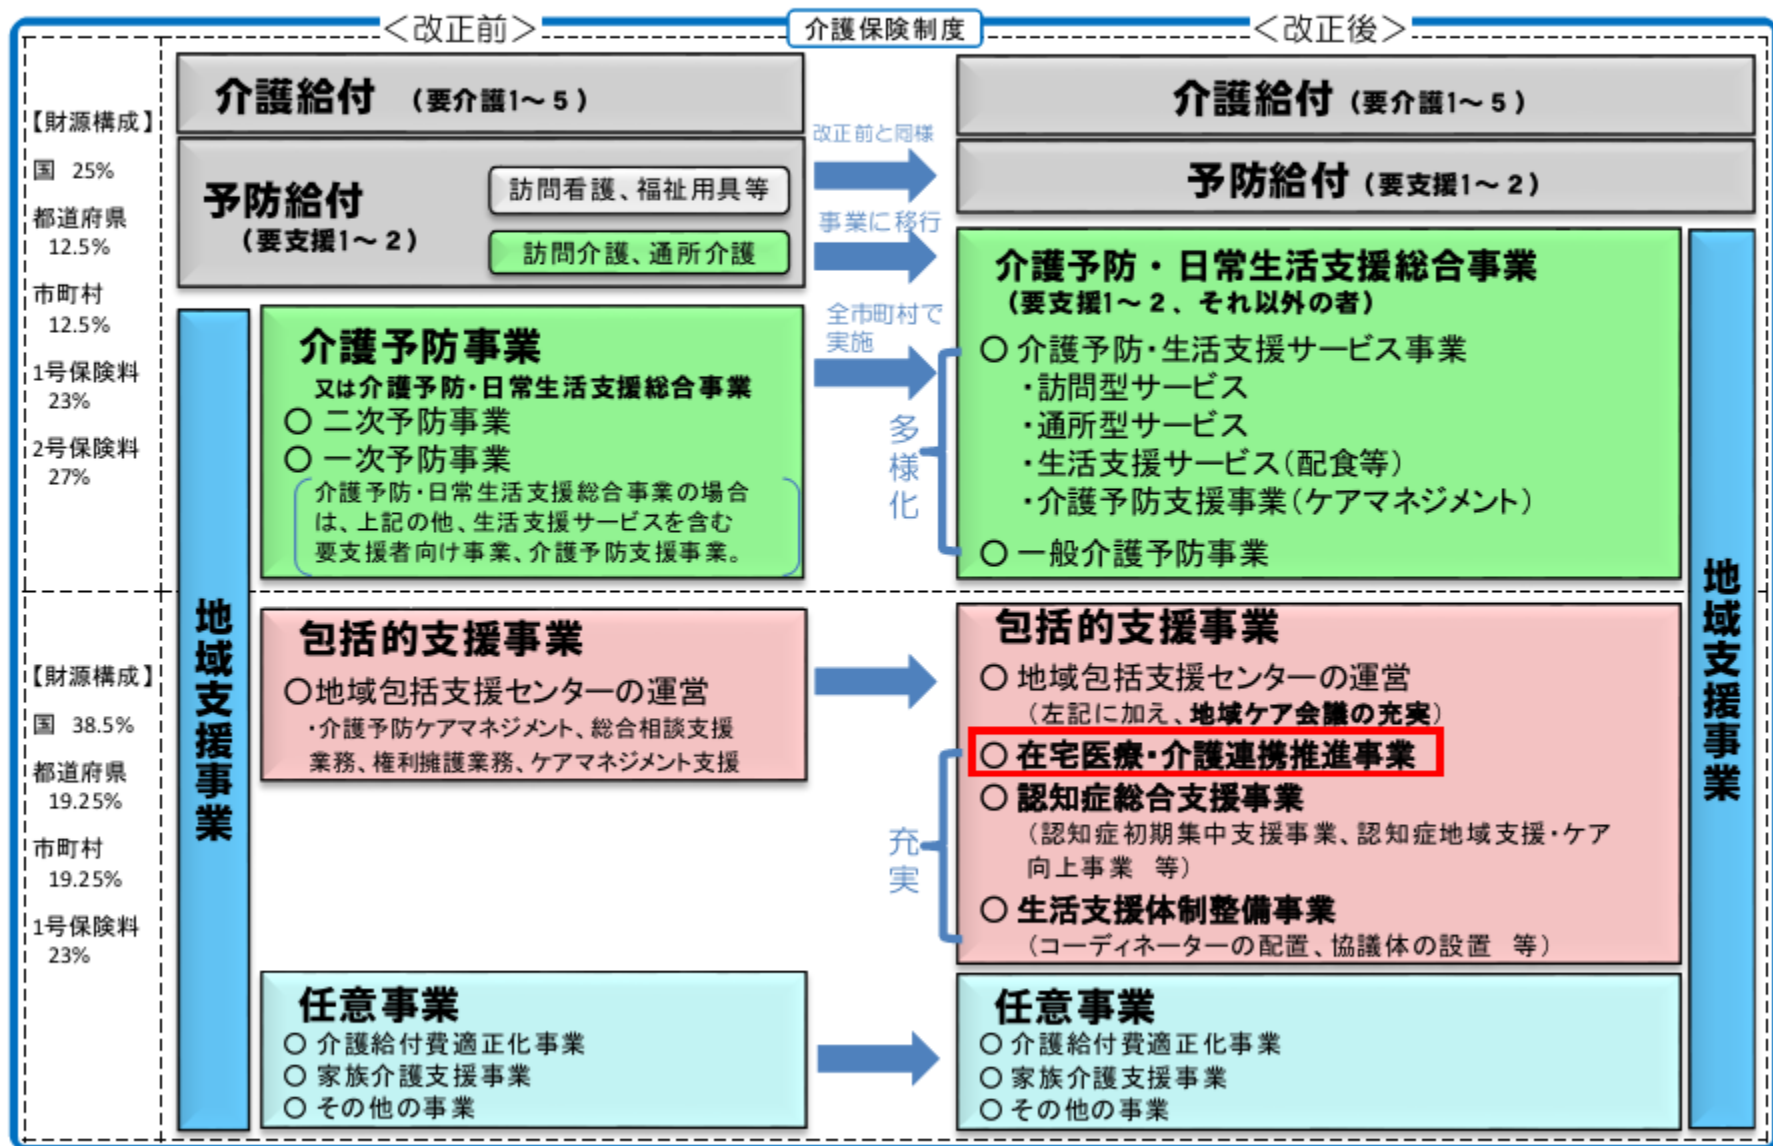 ＜改正前＞
介護保険制度
＜改正後＞
【財源構成】
国 25%
都道府県
12.5%
市町村
12.5%
1号保険料
23%
2号保険料
27%
介護給付 （要介護1～５）
予防給付
（要支援1～２）
訪問看護、福祉用具等
訪問介護、通所介護
改正前と同様
事業に移行
全市町村で
実施
多様化
介護給付（要介護1～５）
予防給付（要支援1～２）
介護予防事業
又は介護予防・日常生活支援総合事業
○ 二次予防事業
○ 一次予防事業
介護予防・日常生活支援総合事業の場合
は、上記の他、生活支援サービスを含む
要支援者向け事業、介護予防支援事業。
介護予防・日常生活支援総合事業
（要支援1～２、それ以外の者）
○ 介護予防・生活支援サービス事業
・訪問型サービス
・通所型サービス
・生活支援サービス（配食等）
・介護予防支援事業（ケアマネジメント）
○ 一般介護予防事業
地域支援事業
地域支援事業
【財源構成】
国 38.5%
都道府県
19.25%
市町村
19.25%
1号保険料
23%
包括的支援事業
○地域包括支援センターの運営
・介護予防ケアマネジメント、総合相談支援
業務、権利擁護業務、ケアマネジメント支援
充実
包括的支援事業
○ 地域包括支援センターの運営
（左記に加え、地域ケア会議の充実）
○ 在宅医療・介護連携推進事業
○ 認知症総合支援事業
（認知症初期集中支援事業、認知症地域支援・ケア
向上事業 等）
○ 生活支援体制整備事業
（コーディネーターの配置、協議体の設置 等）
任意事業
○ 介護給付費適正化事業
○ 家族介護支援事業
○ その他の事業
任意事業
○ 介護給付費適正化事業
○ 家族介護支援事業
○ その他の事業